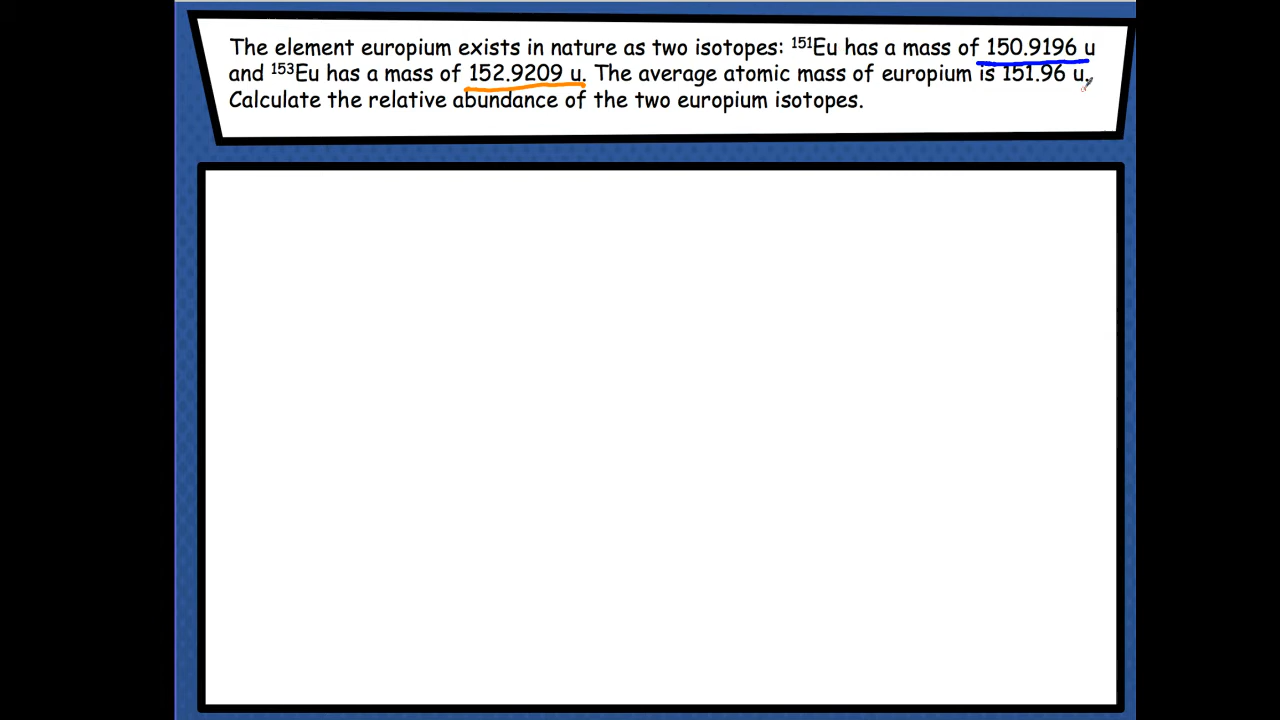 The element europium exists in nature as two isotopes: ¹⁵¹Eu has a mass of 150.9196 u
and ¹⁵³Eu has a mass of 152.9209 u. The average atomic mass of europium is 151.96 u.
Calculate the relative abundance of the two europium isotopes.